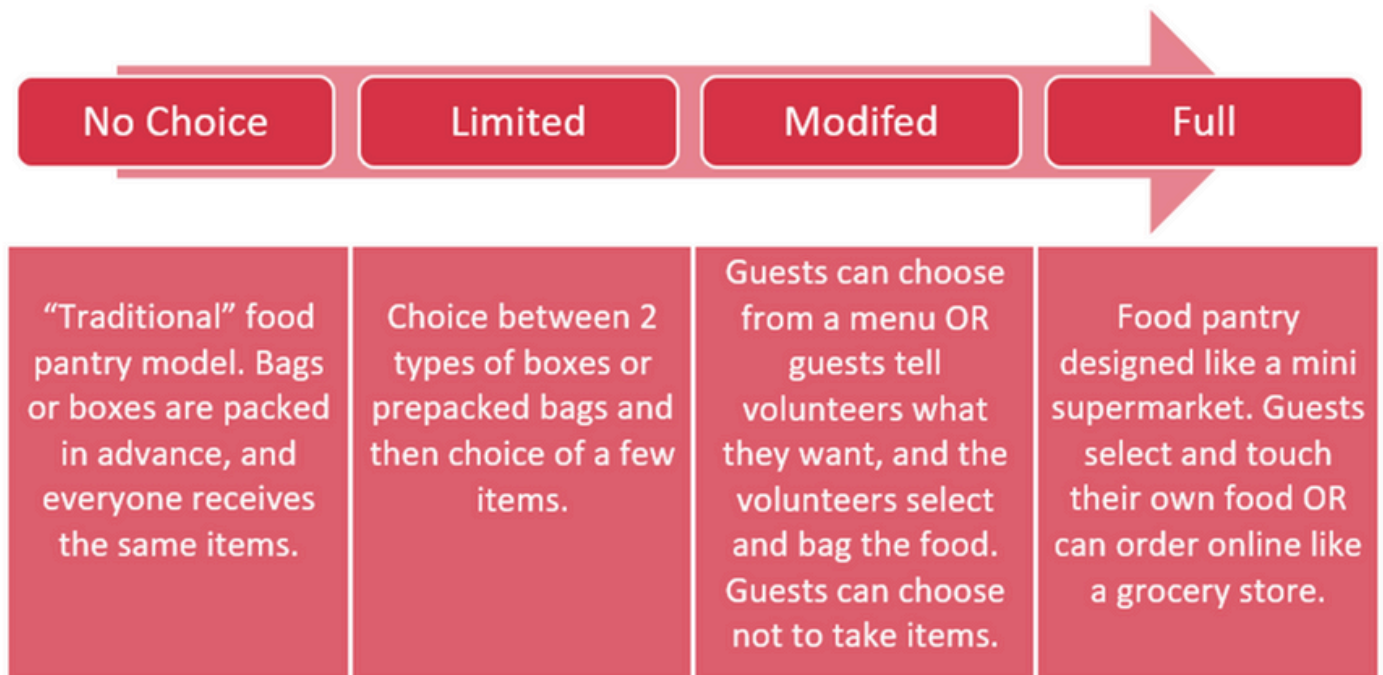 No Choice
Limited
Modifed
Full
“Traditional” food
pantry model. Bags
or boxes are packed
in advance, and
everyone receives
the same items.
Choice between 2
types of boxes or
prepacked bags and
then choice of a few
items.
Guests can choose
from a menu OR
guests tell
volunteers what
they want, and the
volunteers select
and bag the food.
Guests can choose
not to take items.
Food pantry
designed like a mini
supermarket. Guests
select and touch
their own food OR
can order online like
a grocery store.